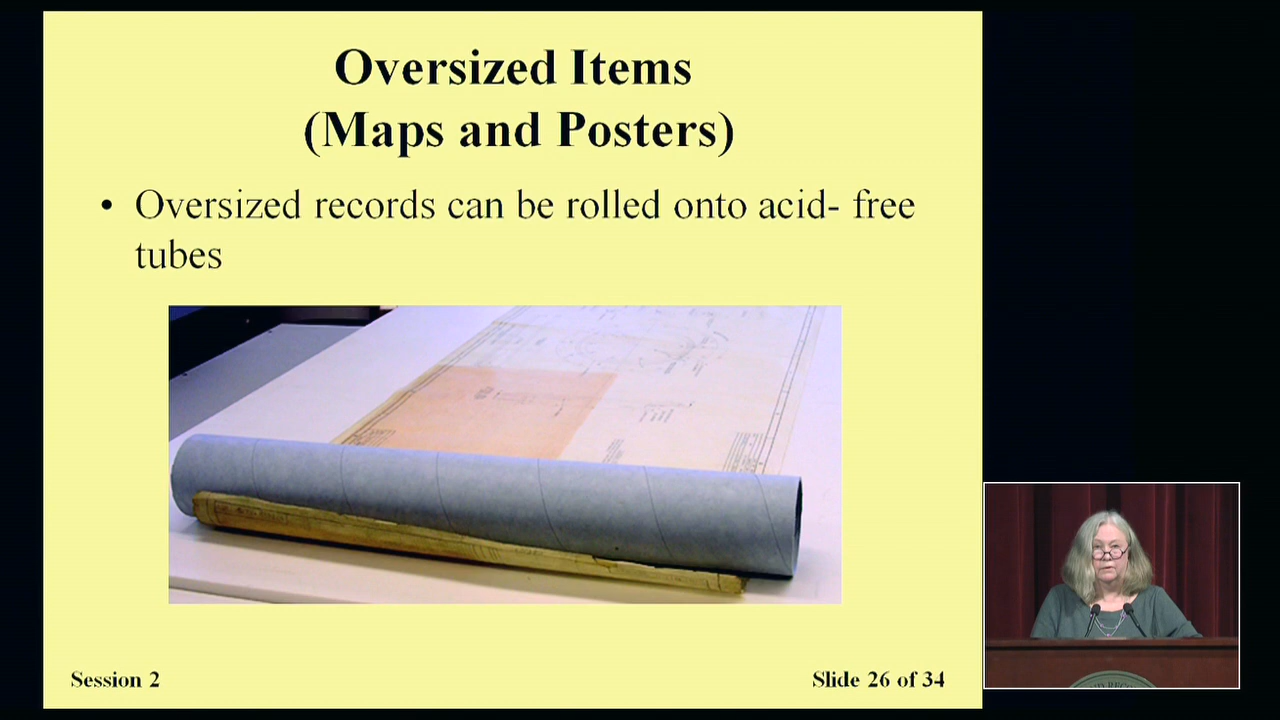 Oversized Items
(Maps and Posters)
• Oversized records can be rolled onto acid- free
tubes
Session 2
Slide 26 of 34